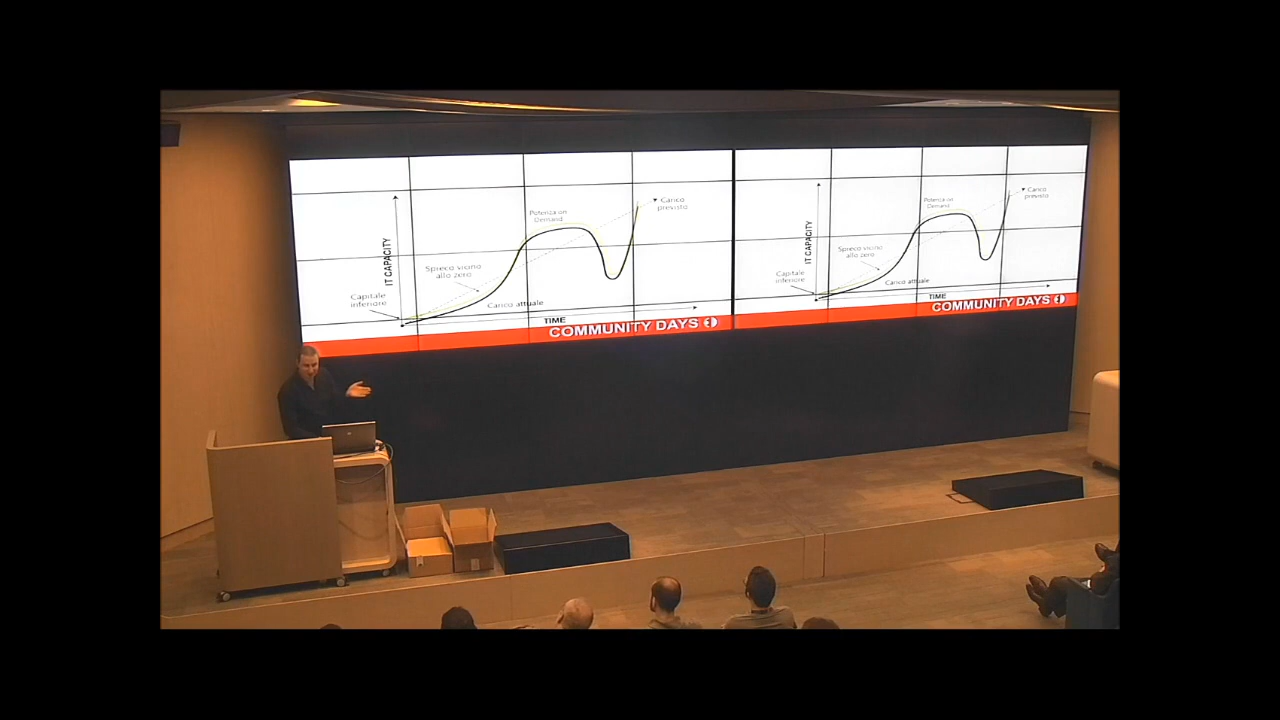 Potenza on
Demand
Carico
previsto
IT CAPACITY
Spreco vicino
allo zero
Capitale
inferiore
Carico attuale
TIME
COMMUNITY DAYS
Potenza on
Demand
Carico
previsto
IT CAPACITY
Spreco vicino
allo zero
Capitale
inferiore
Carico attuale
TIME
COMMUNITY DAYS